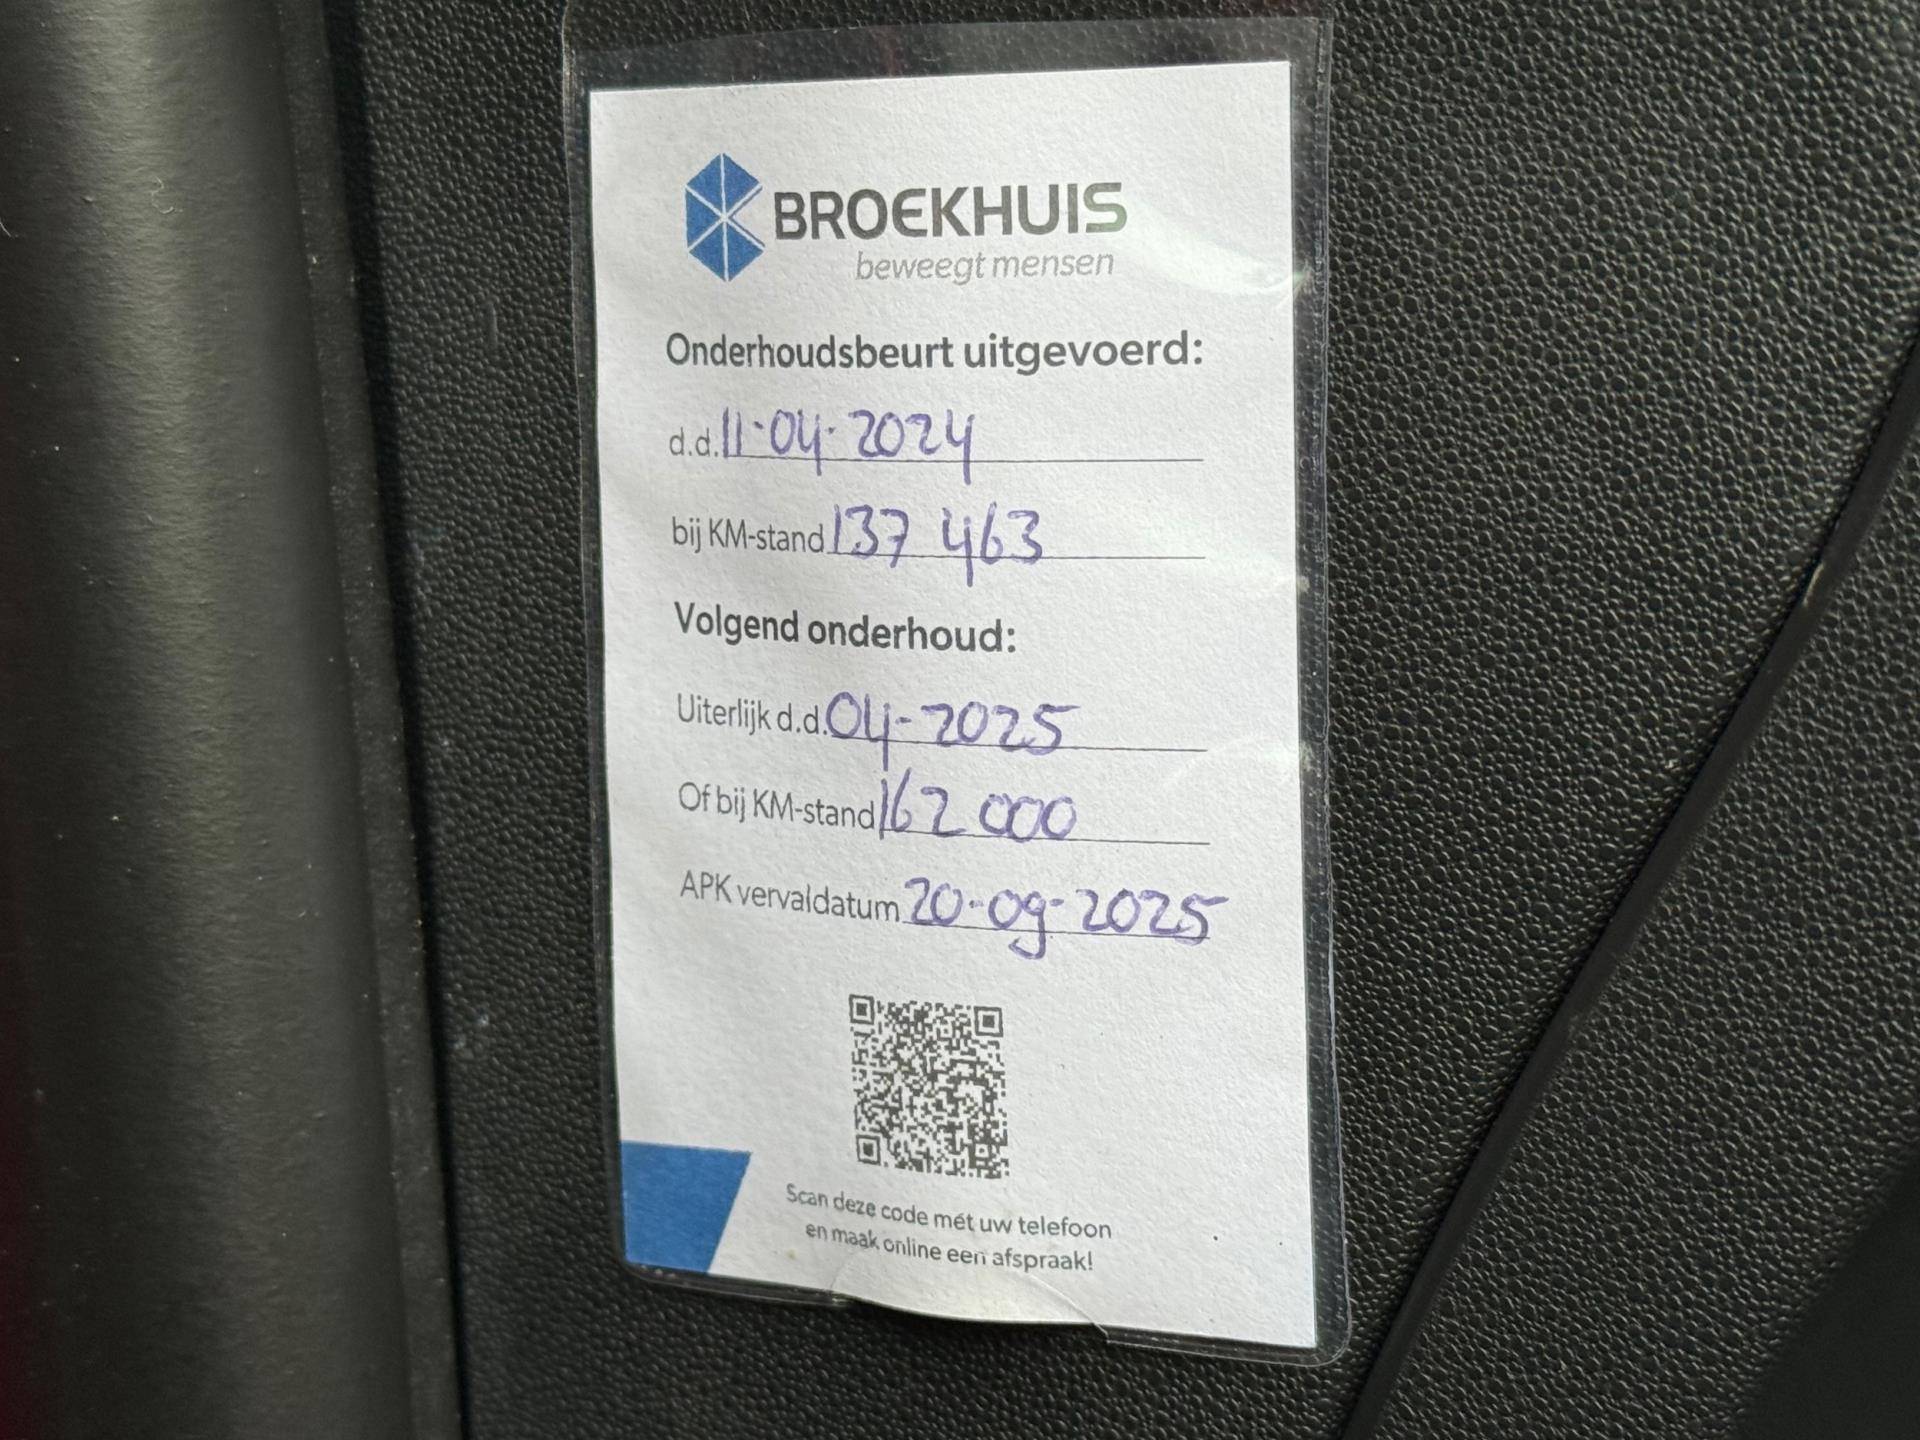 BROEKHUIS
beweegt mensen
Onderhoudsbeurt uitgevoerd:
d.d. 11-04-2024
bij KM-stand 137 463
Volgend onderhoud:
Uiterlijk d.d. 04-2025
Of bij KM-stand 162 000
APK vervaldatum 20-09-2025
Scan deze code met uw telefoon
en maak online een afspraak!